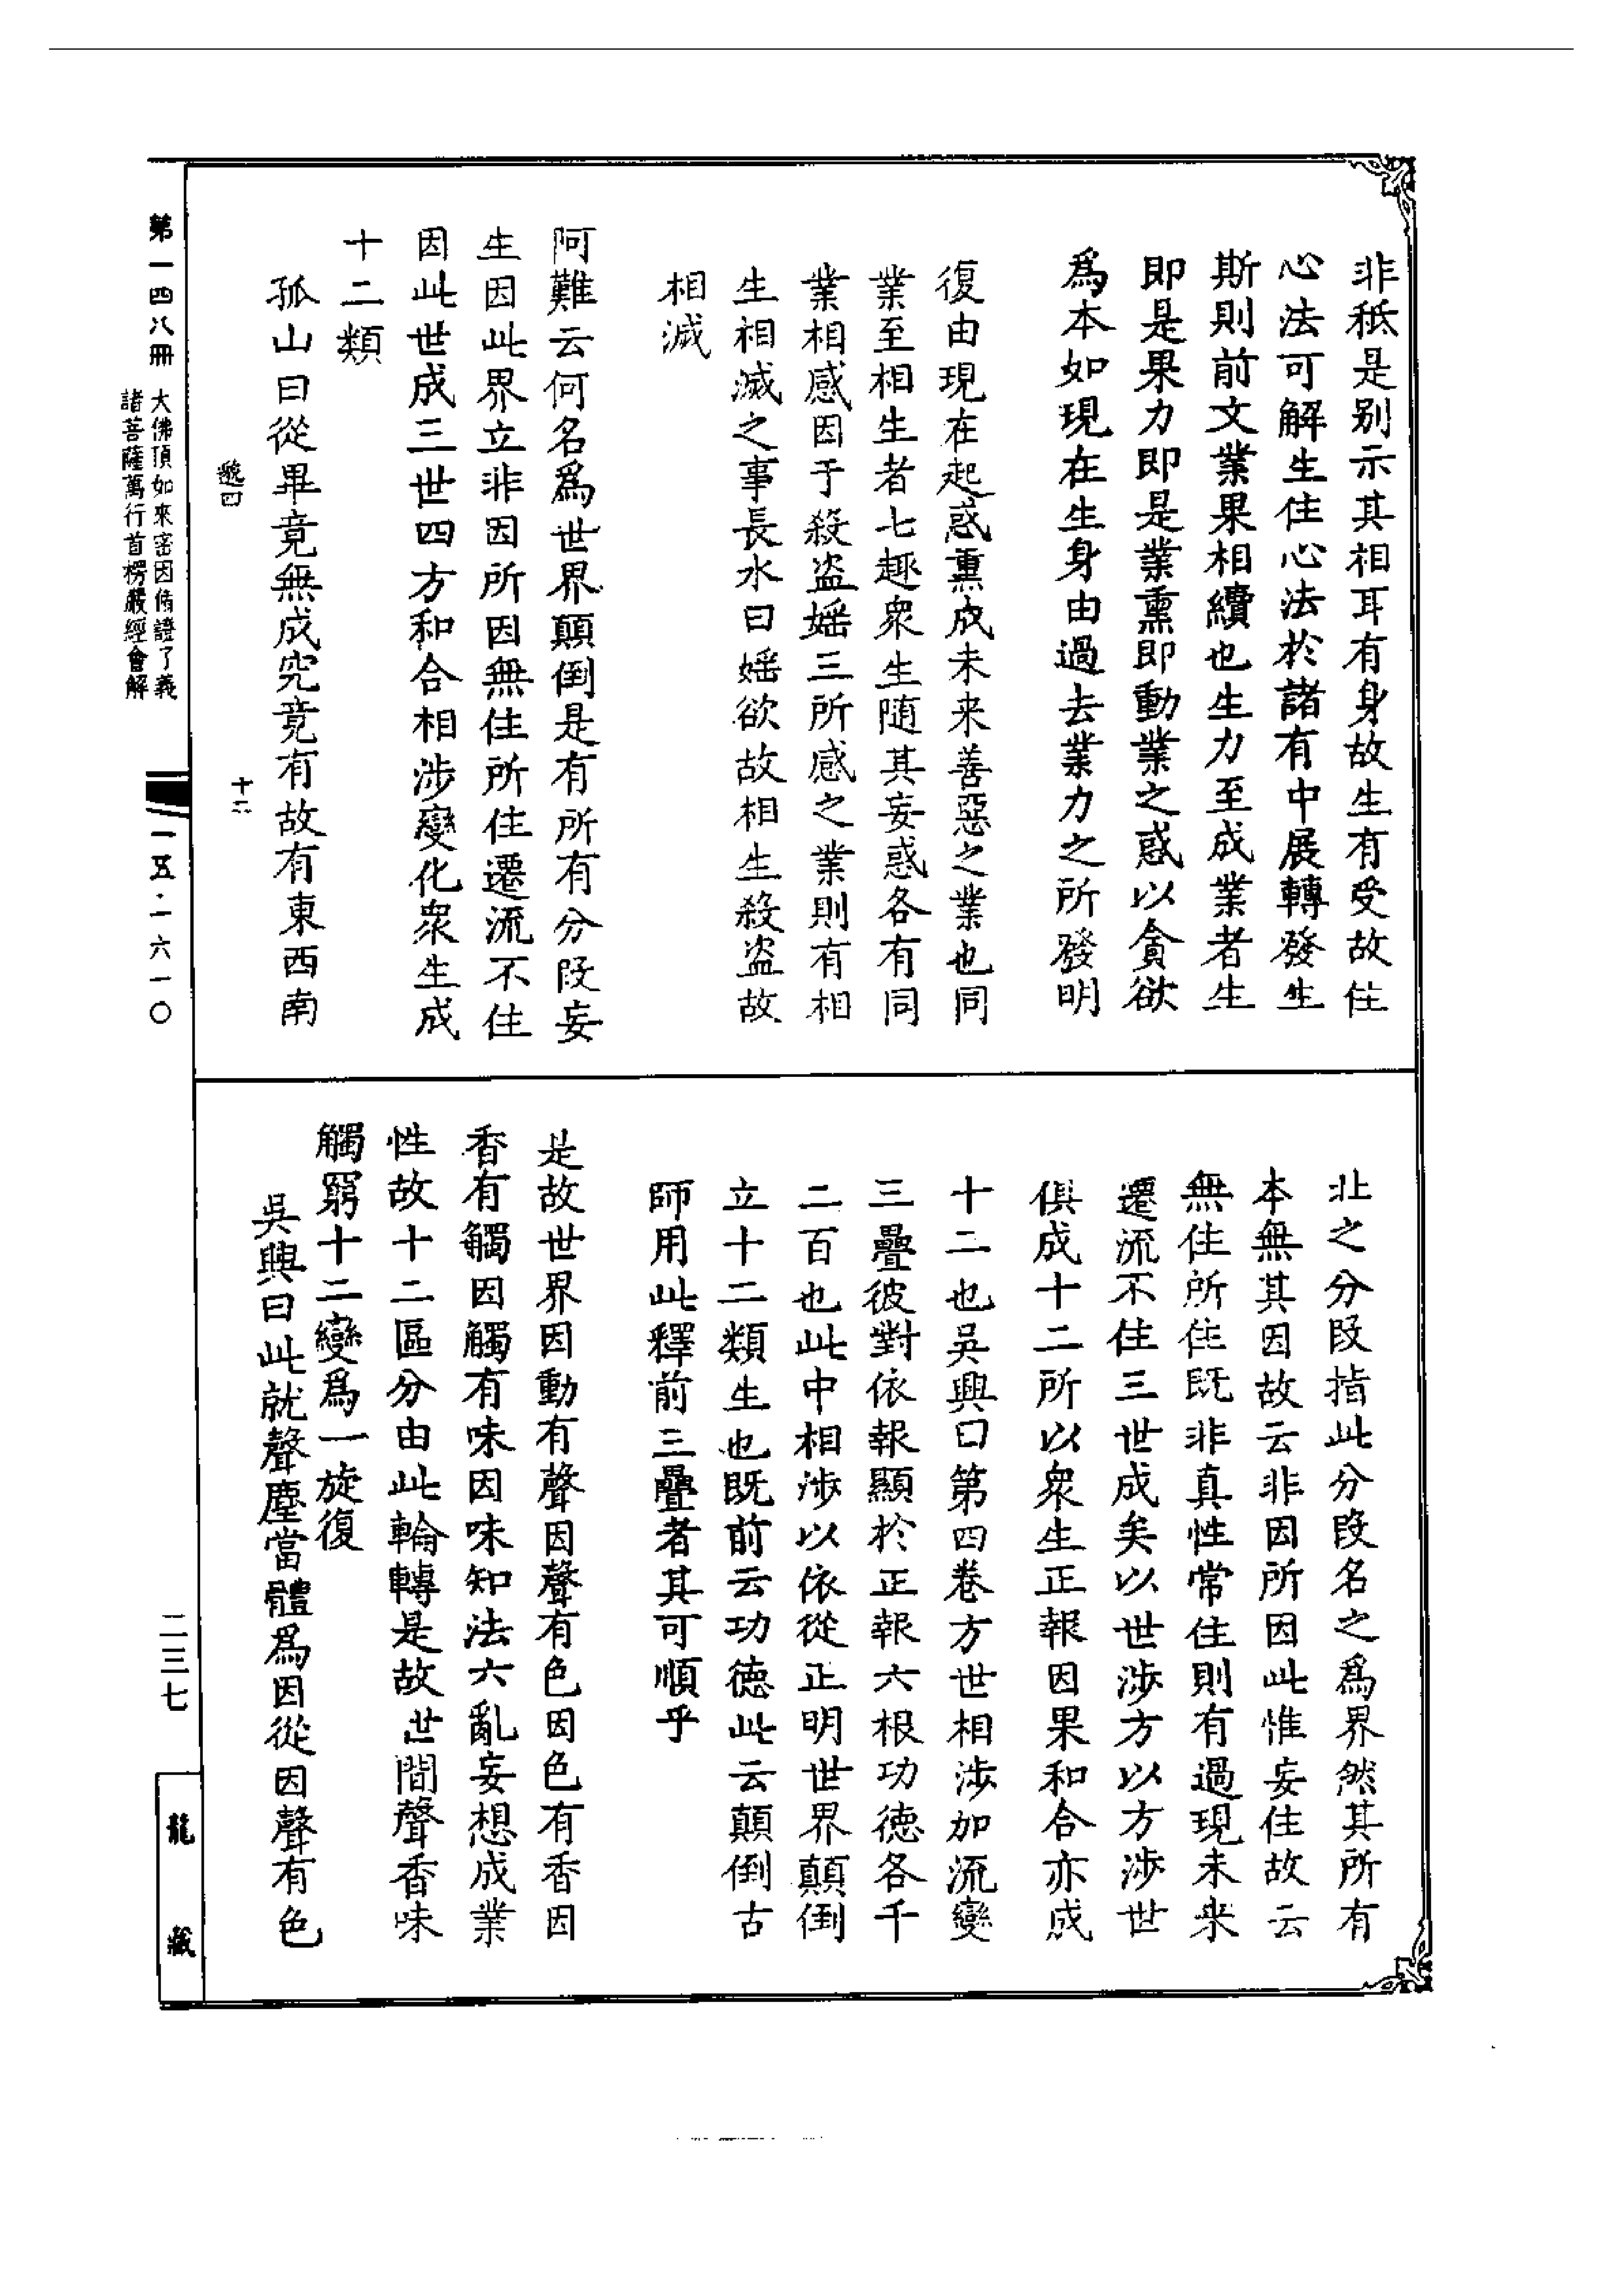 非秖是别示其相耳有身故生有受故住
心法可解生住心法於諸有中展轉發生
斯則前文業果相續也生力至成業者生
即是果力即是業熏即動業之惑以貪欲
爲本如現在生身由過去業力之所發明
復由現在起惑熏成未来善惡之業也同
業至相生者七趣衆生随其妄惑各有同
業相感因于殺盗婬三所感之業則有相
生相滅之事長水曰婬欲故相生殺盗故
相滅
阿難云何名爲世界顛倒是有所有分段妄
生因此界立非因所因無住所住遷流不住
因此世成三世四方和合相涉變化衆生成
十二類
孤山曰從畢竟無成究竟有故有東西南
北之分段指此分段名之爲界然其所有
本無其因故云非因所因此惟妄住故云
無住所住既非真性常住則有過現未来
遷流不住三世成矣以世涉方以方涉世
俱成十二所以衆生正報因果和合亦成
十二也吳興曰第四卷方世相涉加流變
三疊彼對依報顯於正報六根功德各千
二百也此中相涉以依從正明世界顛倒
立十二類生也既前云功德此云顛倒古
師用此釋前三疊者其可順乎
是故世界因動有聲因聲有色因色有香因
香有觸因觸有味因味知法六亂妄想成業
性故十二區分由此輪轉是故世間聲香味
觸窮十二變爲一旋復
吳興曰此就聲塵當體爲因從因聲有色
第一四八冊
大佛頂如來密因脩證了義
諸菩薩萬行首楞嚴經會解
十二
一五·一六一〇
二三七
龍藏